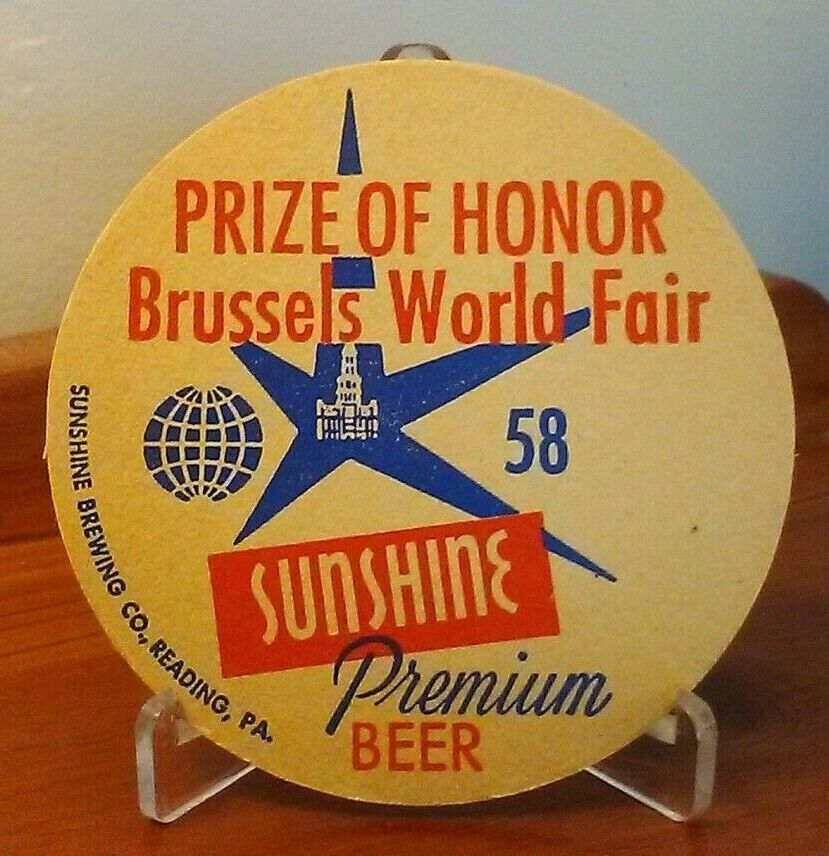 PRIZE OF HONOR
Brussels World Fair
58
SUNSHINE
Premium
BEER
SUNSHINE BREWING CO., READING, PA.